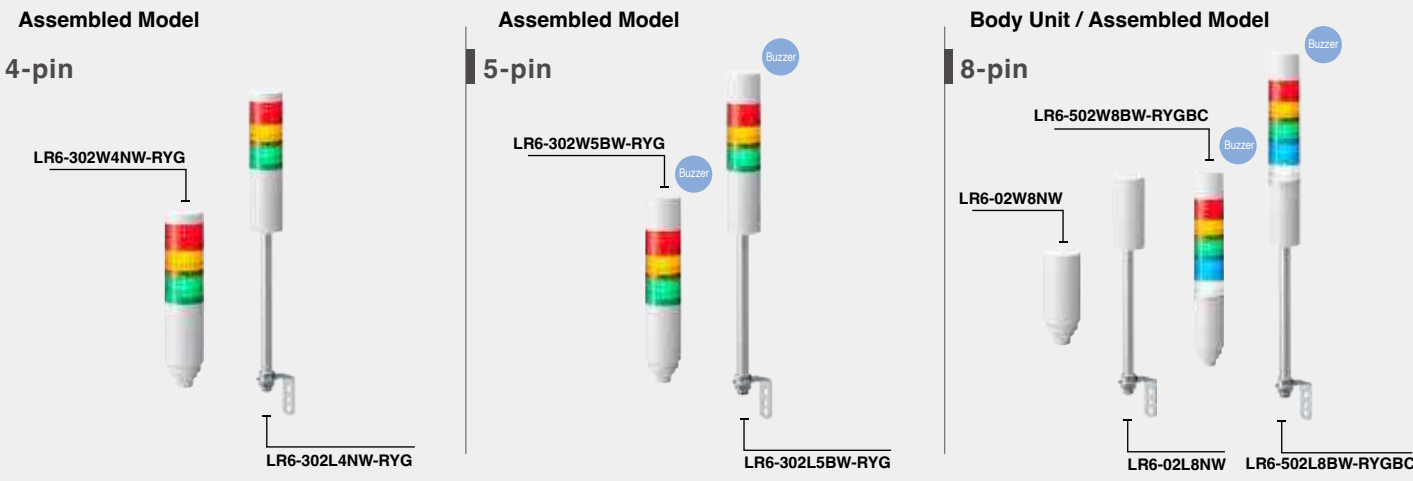 Assembled Model
4-pin
LR6-302W4NW-RYG
LR6-302L4NW-RYG
Assembled Model
5-pin
Buzzer
LR6-302W5BW-RYG
Buzzer
LR6-302L5BW-RYG
Body Unit / Assembled Model
8-pin
Buzzer
LR6-502W8BW-RYGBC
Buzzer
LR6-02W8NW
LR6-02L8NW
LR6-502L8BW-RYGBC